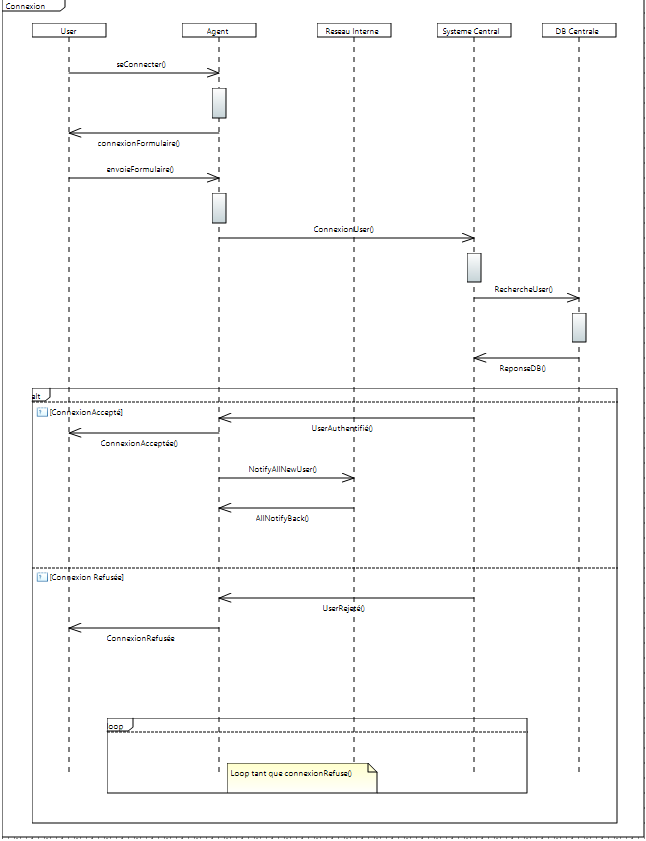 Connexion
User
Agent
Reseau Interne
Systeme Central
DB Centrale
seConnecter()
connexionFormulaire()
envoieFormulaire()
ConnexionUser()
RechercheUser()
ReponseDB()
alt
[ConnexionAccepté]
UserAuthentifié()
ConnexionAcceptée()
NotifyAllNewUser()
AllNotifyBack()
[Connexion Refusée]
UserRejeté()
ConnexionRefusée
loop
Loop tant que connexionRefuse()